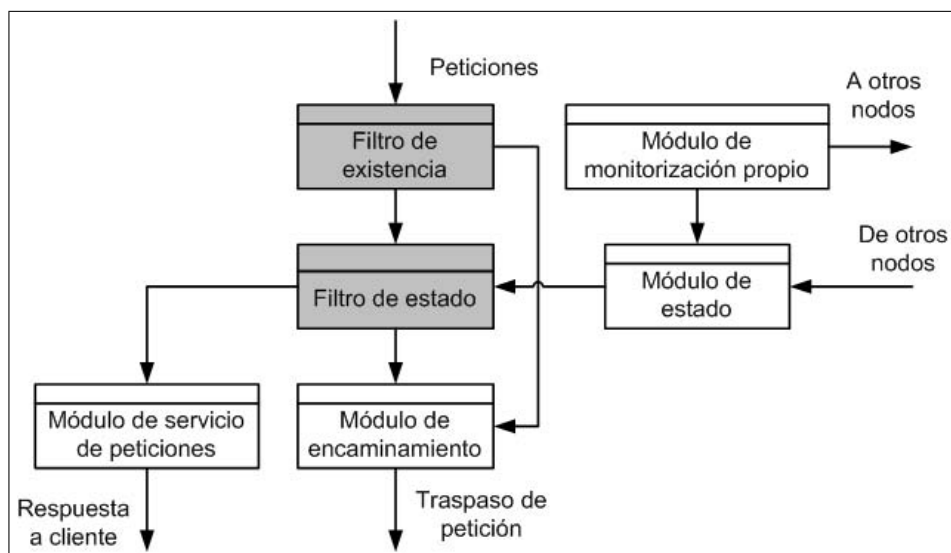 Peticiones
A otros
nodos
Filtro de
existencia
Módulo de
monitorización propio
De otros
nodos
Filtro de estado
Módulo de
estado
Módulo de servicio
de peticiones
Módulo de
encaminamiento
Respuesta
a cliente
Traspaso de
petición